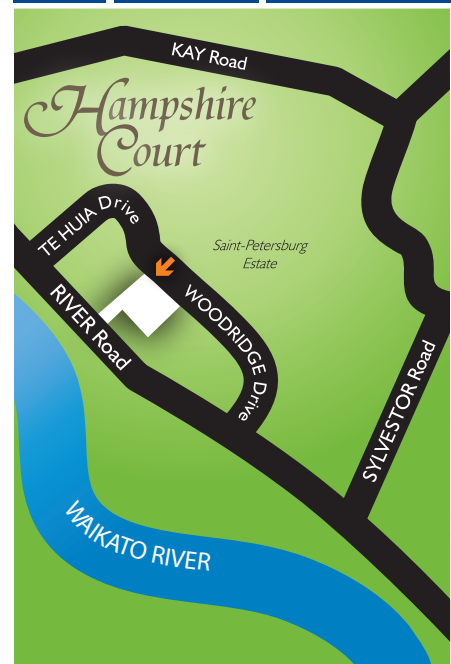 KAY Road
Hampshire
Court
TE HUIA Drive
Saint-Petersburg
Estate
WOODRIDGE Drive
RIVER Road
SYLVESTOR Road
WAIKATO RIVER